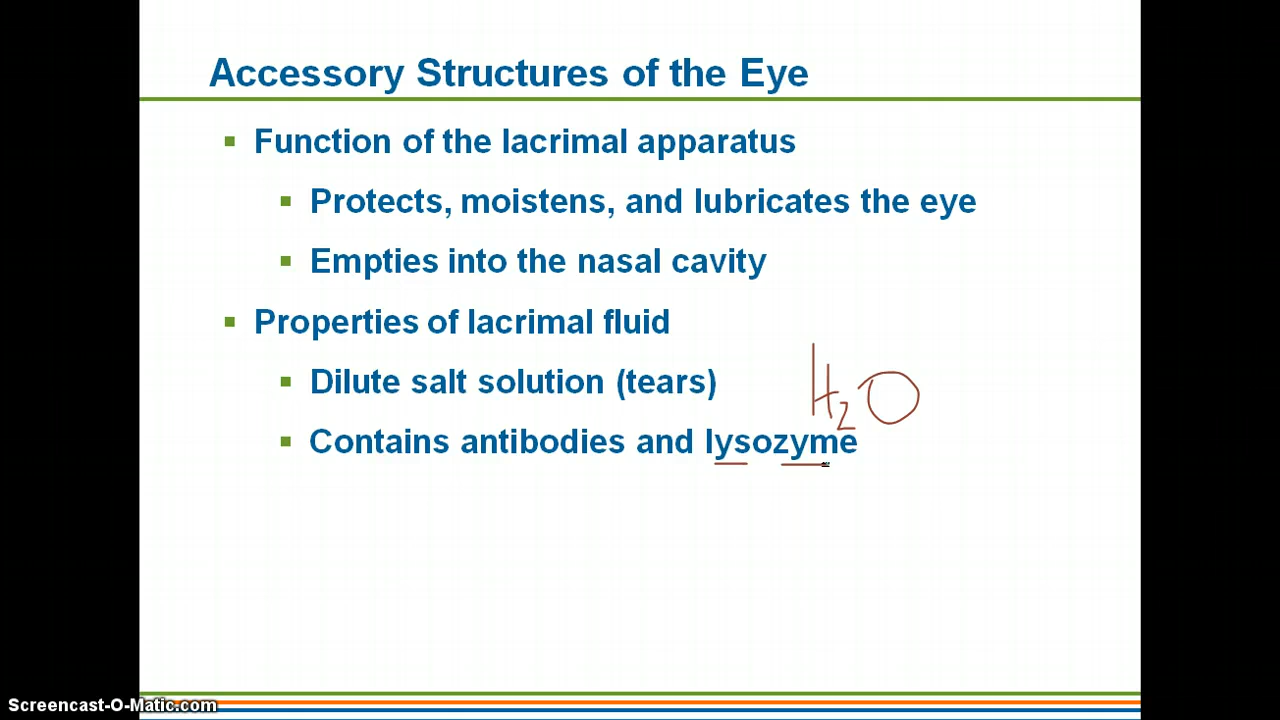 Accessory Structures of the Eye
Function of the lacrimal apparatus
Protects, moistens, and lubricates the eye
Empties into the nasal cavity
Properties of lacrimal fluid
Dilute salt solution (tears)
H₂O
Contains antibodies and lysozyme
Screencast-O-Matic.com